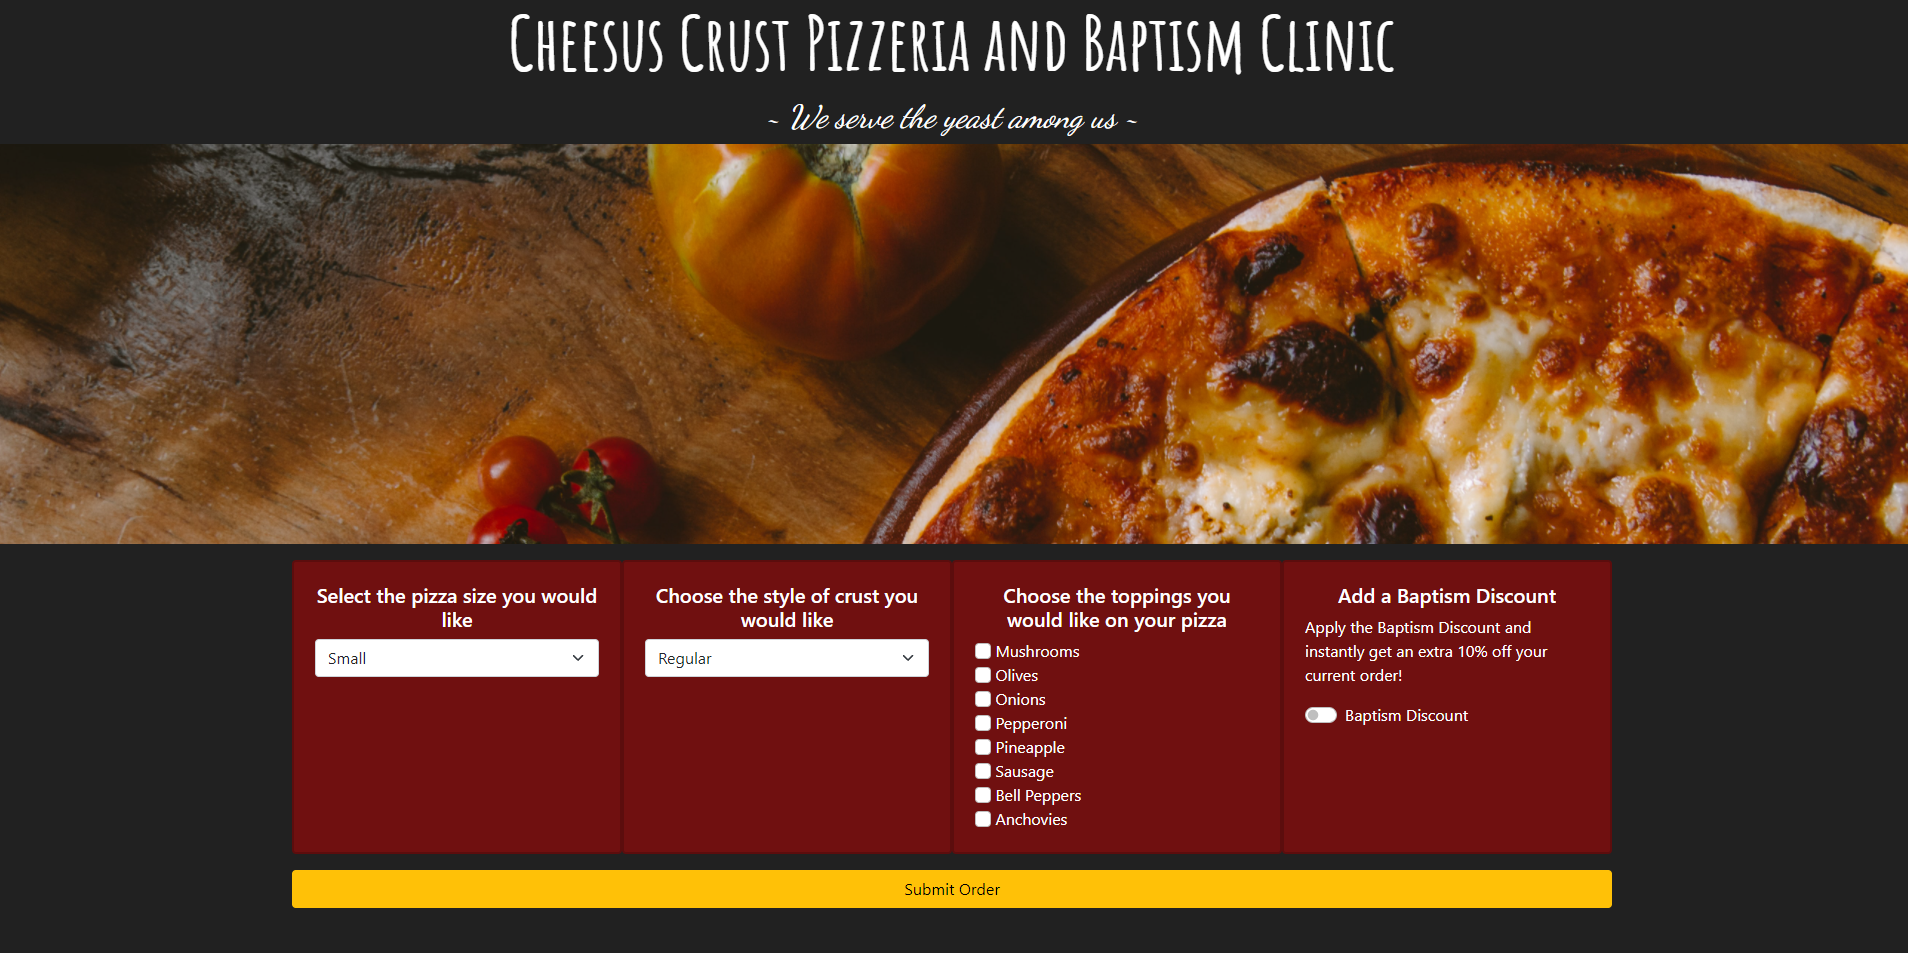 Cheesus Crust Pizzeria and Baptism Clinic
~ We serve the yeast among us ~
Select the pizza size you would
like
Small
Choose the style of crust you
would like
Regular
Choose the toppings you
would like on your pizza
Mushrooms
Olives
Onions
Pepperoni
Pineapple
Sausage
Bell Peppers
Anchovies
Add a Baptism Discount
Apply the Baptism Discount and
instantly get an extra 10% off your
current order!
Baptism Discount
Submit Order